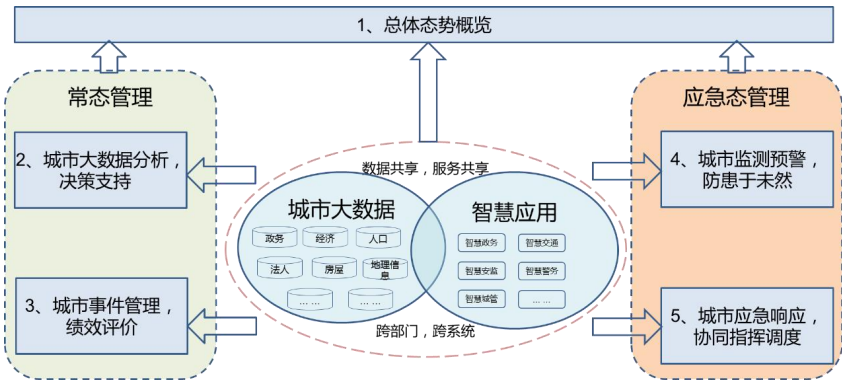 1、总体态势概览
常态管理
2、城市大数据分析，
决策支持
3、城市事件管理，
绩效评价
数据共享，服务共享
城市大数据
政务
经济
人口
法人
房屋
地理信
息
... ...
... ...
智慧应用
智慧政务
智慧交通
智慧安监
智慧警务
智慧城管
... ...
跨部门，跨系统
应急态管理
4、城市监测预警，
防患于未然
5、城市应急响应，
协同指挥调度